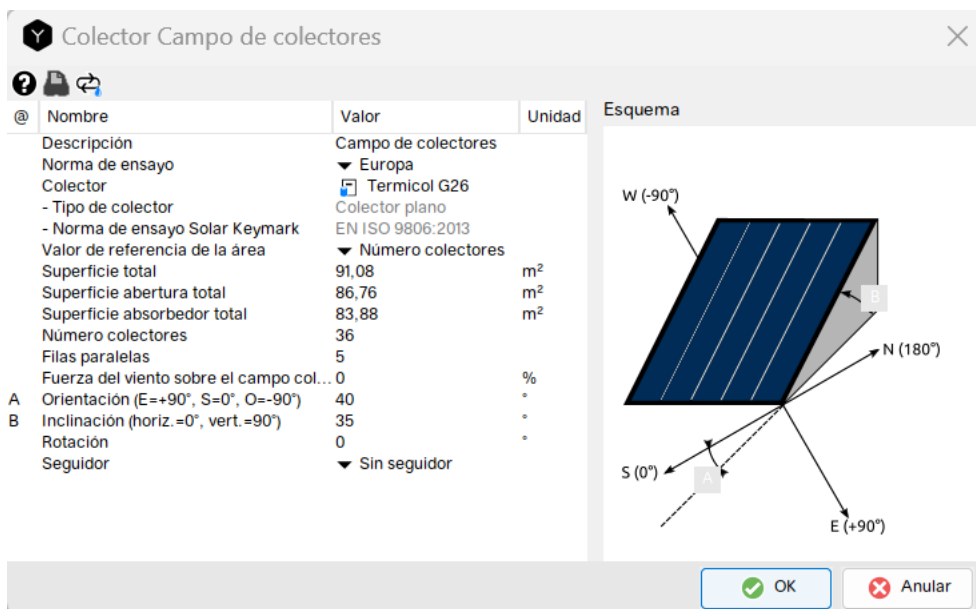 Colector Campo de colectores
@ Nombre Valor Unidad
Descripción Campo de colectores
Norma de ensayo Europa
Colector Termicol G26
- Tipo de colector Colector plano
- Norma de ensayo Solar Keymark EN ISO 9806:2013
Valor de referencia de la área Número colectores
Superficie total 91,08 m²
Superficie abertura total 86,76 m²
Superficie absorbedor total 83,88 m²
Número colectores 36
Filas paralelas 5
Fuerza del viento sobre el campo col... 0 %
A Orientación (E=+90°, S=0°, O=-90°) 40 °
B Inclinación (horiz.=0°, vert.=90°) 35 °
Rotación 0 °
Seguidor Sin seguidor
Esquema
W (-90°)
B
N (180°)
S (0°)
A
E (+90°)
OK Anular